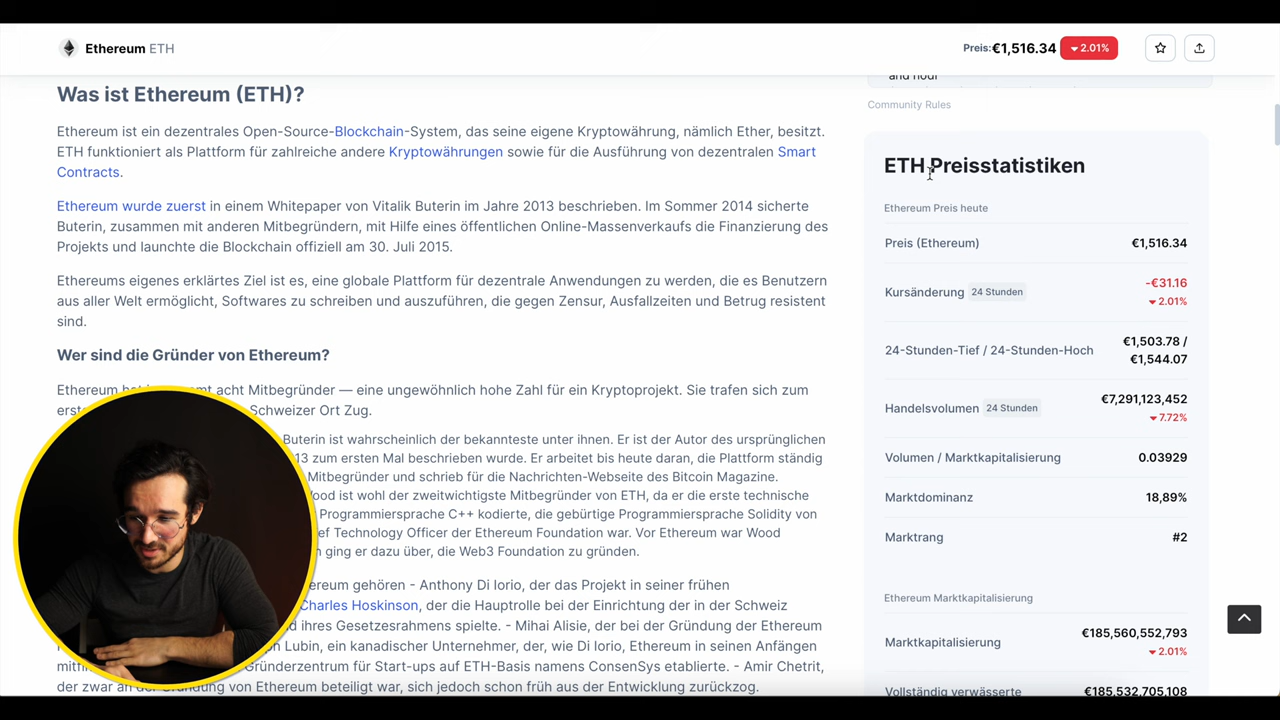 Ethereum ETH
Preis: €1,516.34 2.01%
Was ist Ethereum (ETH)?
Ethereum ist ein dezentrales Open-Source-Blockchain-System, das seine eigene Kryptowährung, nämlich Ether, besitzt.
ETH funktioniert als Plattform für zahlreiche andere Kryptowährungen sowie für die Ausführung von dezentralen Smart
Contracts.
Ethereum wurde zuerst in einem Whitepaper von Vitalik Buterin im Jahre 2013 beschrieben. Im Sommer 2014 sicherte
Buterin, zusammen mit anderen Mitbegründern, mit Hilfe eines öffentlichen Online-Massenverkaufs die Finanzierung des
Projekts und launchte die Blockchain offiziell am 30. Juli 2015.
Ethereums eigenes erklärtes Ziel ist es, eine globale Plattform für dezentrale Anwendungen zu werden, die es Benutzern
aus aller Welt ermöglicht, Softwares zu schreiben und auszuführen, die gegen Zensur, Ausfallzeiten und Betrug resistent
sind.
Wer sind die Gründer von Ethereum?
Ethereum acht Mitbegründer — eine ungewöhnlich hohe Zahl für ein Kryptoprojekt. Sie trafen sich zum
Schweizer Ort Zug.
Buterin ist wahrscheinlich der bekannteste unter ihnen. Er ist der Autor des ursprünglichen
13 zum ersten Mal beschrieben wurde. Er arbeitet bis heute daran, die Plattform ständig
Mitbegründer und schrieb für die Nachrichten-Webseite des Bitcoin Magazine.
ist wohl der zweitwichtigste Mitbegründer von ETH, da er die erste technische
Programmiersprache C++ kodierte, die gebürtige Programmiersprache Solidity von
Technology Officer der Ethereum Foundation war. Vor Ethereum war Wood
ging er dazu über, die Web3 Foundation zu gründen.
gehören - Anthony Di Iorio, der das Projekt in seiner frühen
Charles Hoskinson, der die Hauptrolle bei der Einrichtung der in der Schweiz
ihres Gesetzesrahmens spielte. - Mihai Alisie, der bei der Gründung der Ethereum
Lubin, ein kanadischer Unternehmer, der, wie Di Iorio, Ethereum in seinen Anfängen
Gründerzentrum für Start-ups auf ETH-Basis namens ConsenSys etablierte. - Amir Chetrit,
der zwar an der Gründung von Ethereum beteiligt war, sich jedoch schon früh aus der Entwicklung zurückzog.
and hour
Community Rules
ETH Preisstatistiken
Ethereum Preis heute
Preis (Ethereum) €1,516.34
Kursänderung 24 Stunden -€31.16
2.01%
24-Stunden-Tief / 24-Stunden-Hoch €1,503.78 /
€1,544.07
Handelsvolumen 24 Stunden €7,291,123,452
7.72%
Volumen / Marktkapitalisierung 0.03929
Marktdominanz 18,89%
Marktrang #2
Ethereum Marktkapitalisierung
Marktkapitalisierung €185,560,552,793
2.01%
Vollständig verwässerte €185,532,705,108